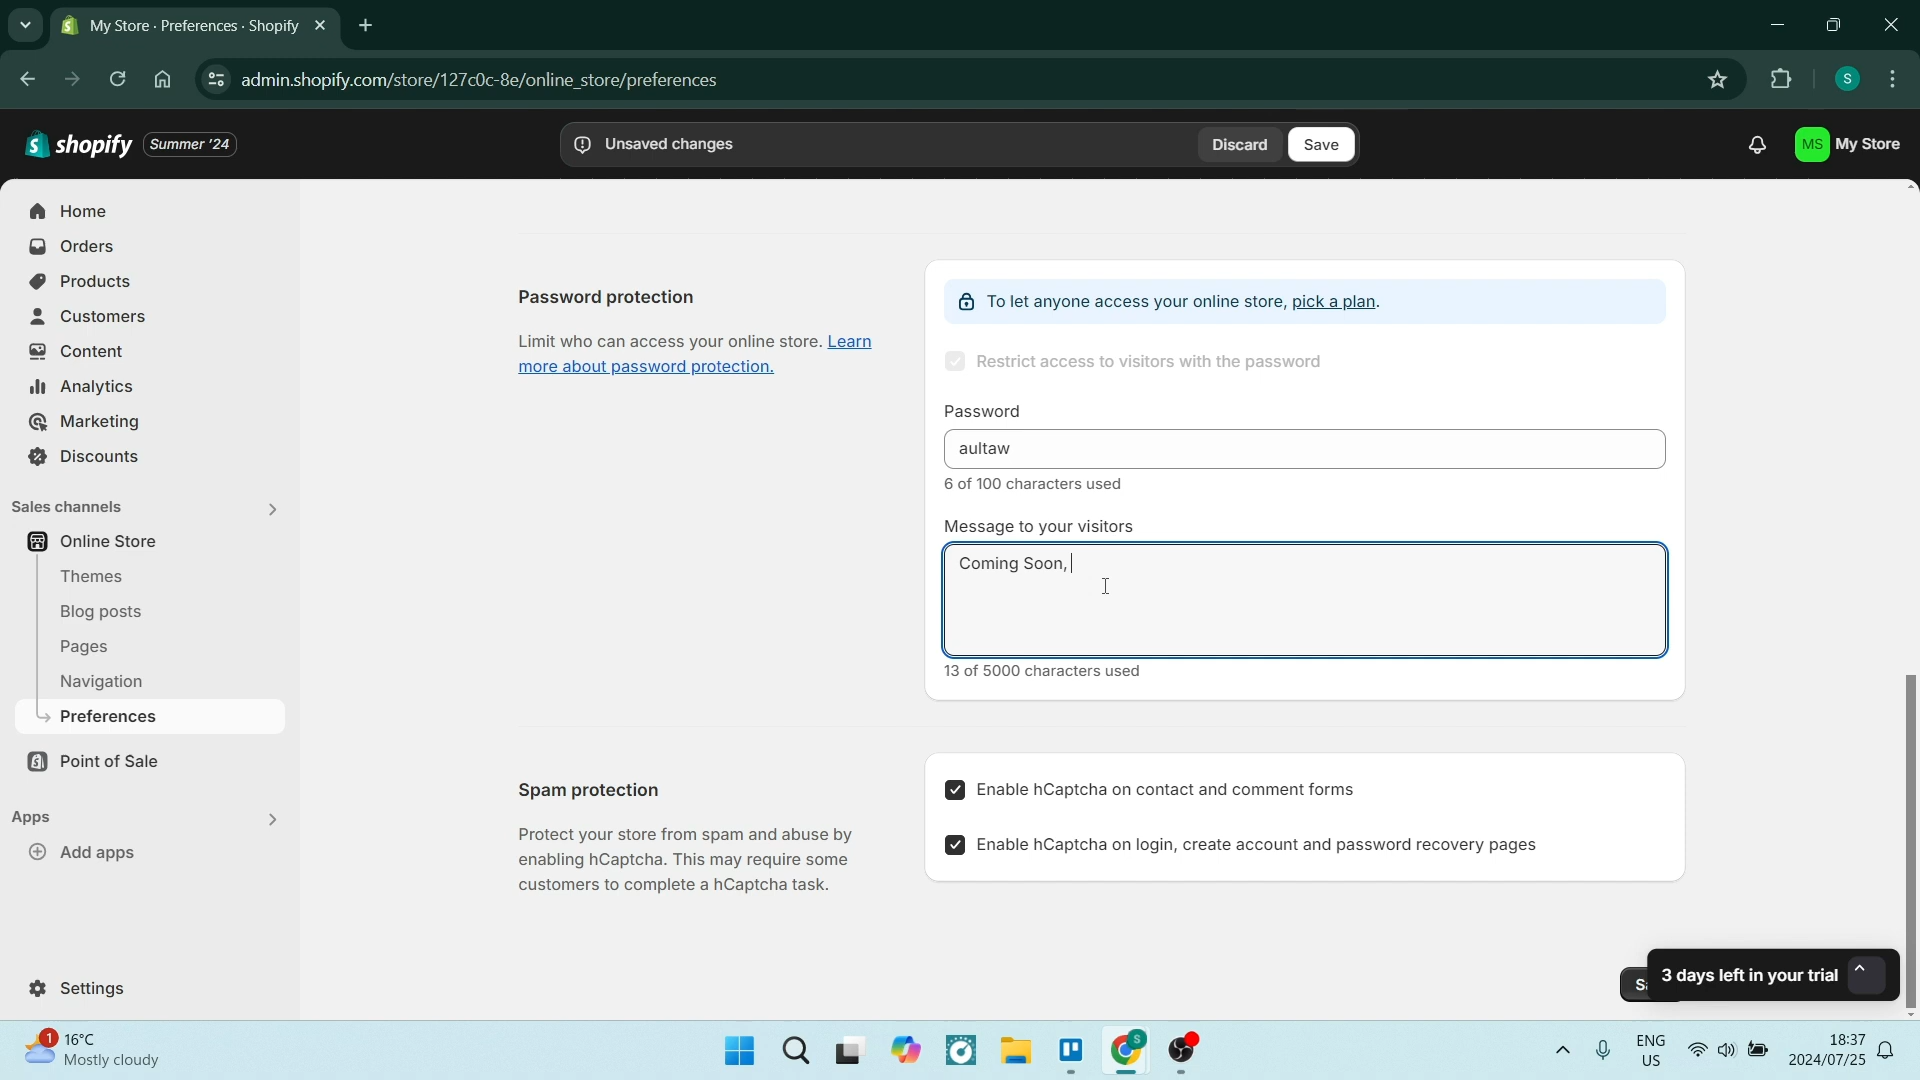 My Store · Preferences · Shopify
admin.shopify.com/store/127c0c-8e/online_store/preferences
S
shopify
Summer '24
Unsaved changes
Discard
Save
MS
My Store
Home
Orders
Products
Customers
Content
Analytics
Marketing
Discounts
Sales channels
Online Store
Themes
Blog posts
Pages
Navigation
Preferences
Point of Sale
Apps
Add apps
Settings
Password protection
Limit who can access your online store. Learn
more about password protection.
To let anyone access your online store, pick a plan.
Restrict access to visitors with the password
Password
aultaw
6 of 100 characters used
Message to your visitors
Coming Soon,
13 of 5000 characters used
Spam protection
Protect your store from spam and abuse by
enabling hCaptcha. This may require some
customers to complete a hCaptcha task.
Enable hCaptcha on contact and comment forms
Enable hCaptcha on login, create account and password recovery pages
3 days left in your trial
1
16°C
Mostly cloudy
S
ENG
US
18:37
2024/07/25